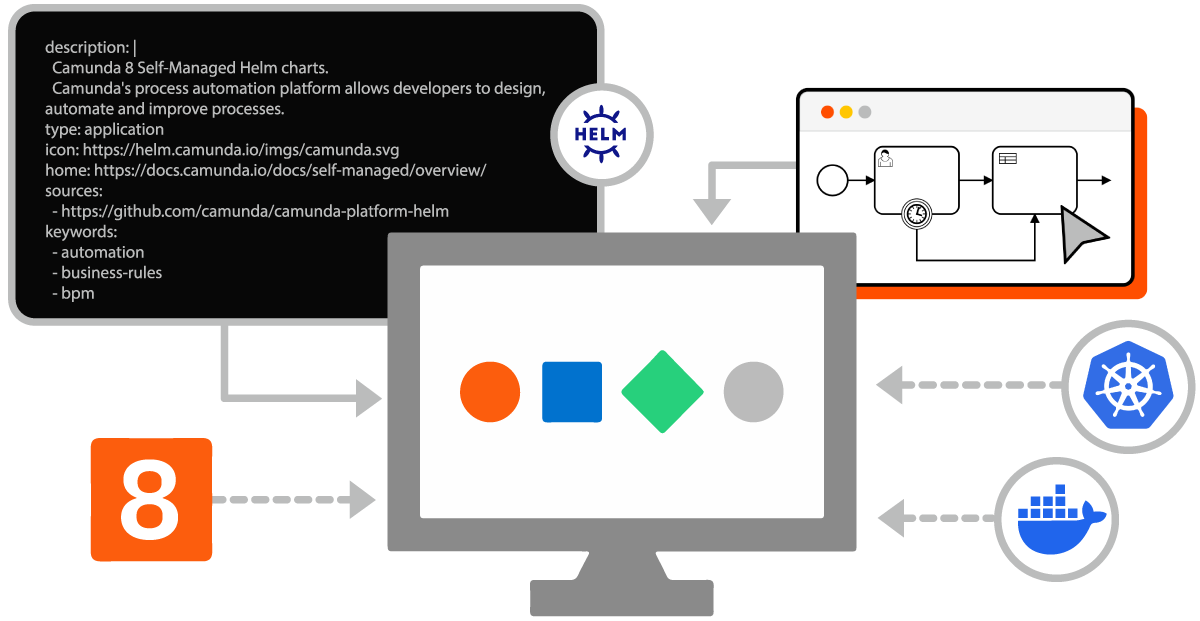 description: |
Camunda 8 Self-Managed Helm charts.
Camunda's process automation platform allows developers to design,
automate and improve processes.
type: application
icon: https://helm.camunda.io/imgs/camunda.svg
home: https://docs.camunda.io/docs/self-managed/overview/
sources:
- https://github.com/camunda/camunda-platform-helm
keywords:
- automation
- business-rules
- bpm
HELM
8